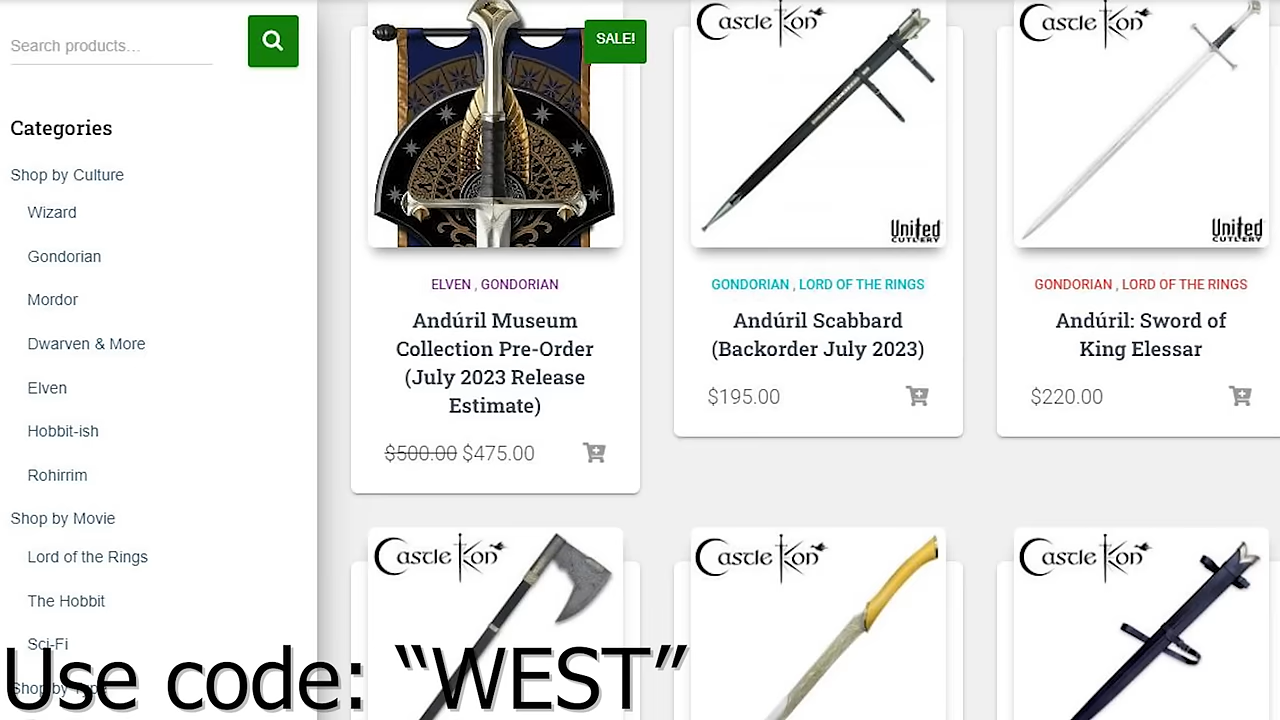 Search products...
Categories
Shop by Culture
Wizard
Gondorian
Mordor
Dwarven & More
Elven
Hobbit-ish
Rohirrim
Shop by Movie
Lord of the Rings
The Hobbit
Sci-Fi
SALE!
ELVEN , GONDORIAN
Andúril Museum
Collection Pre-Order
(July 2023 Release
Estimate)
$500.00 $475.00
Castle Kon
United
CUTLERY
GONDORIAN , LORD OF THE RINGS
Andúril Scabbard
(Backorder July 2023)
$195.00
Castle Kon
United
CUTLERY
GONDORIAN , LORD OF THE RINGS
Andúril: Sword of
King Elessar
$220.00
Castle Kon
Castle Kon
Castle Kon
Use code: “WEST”